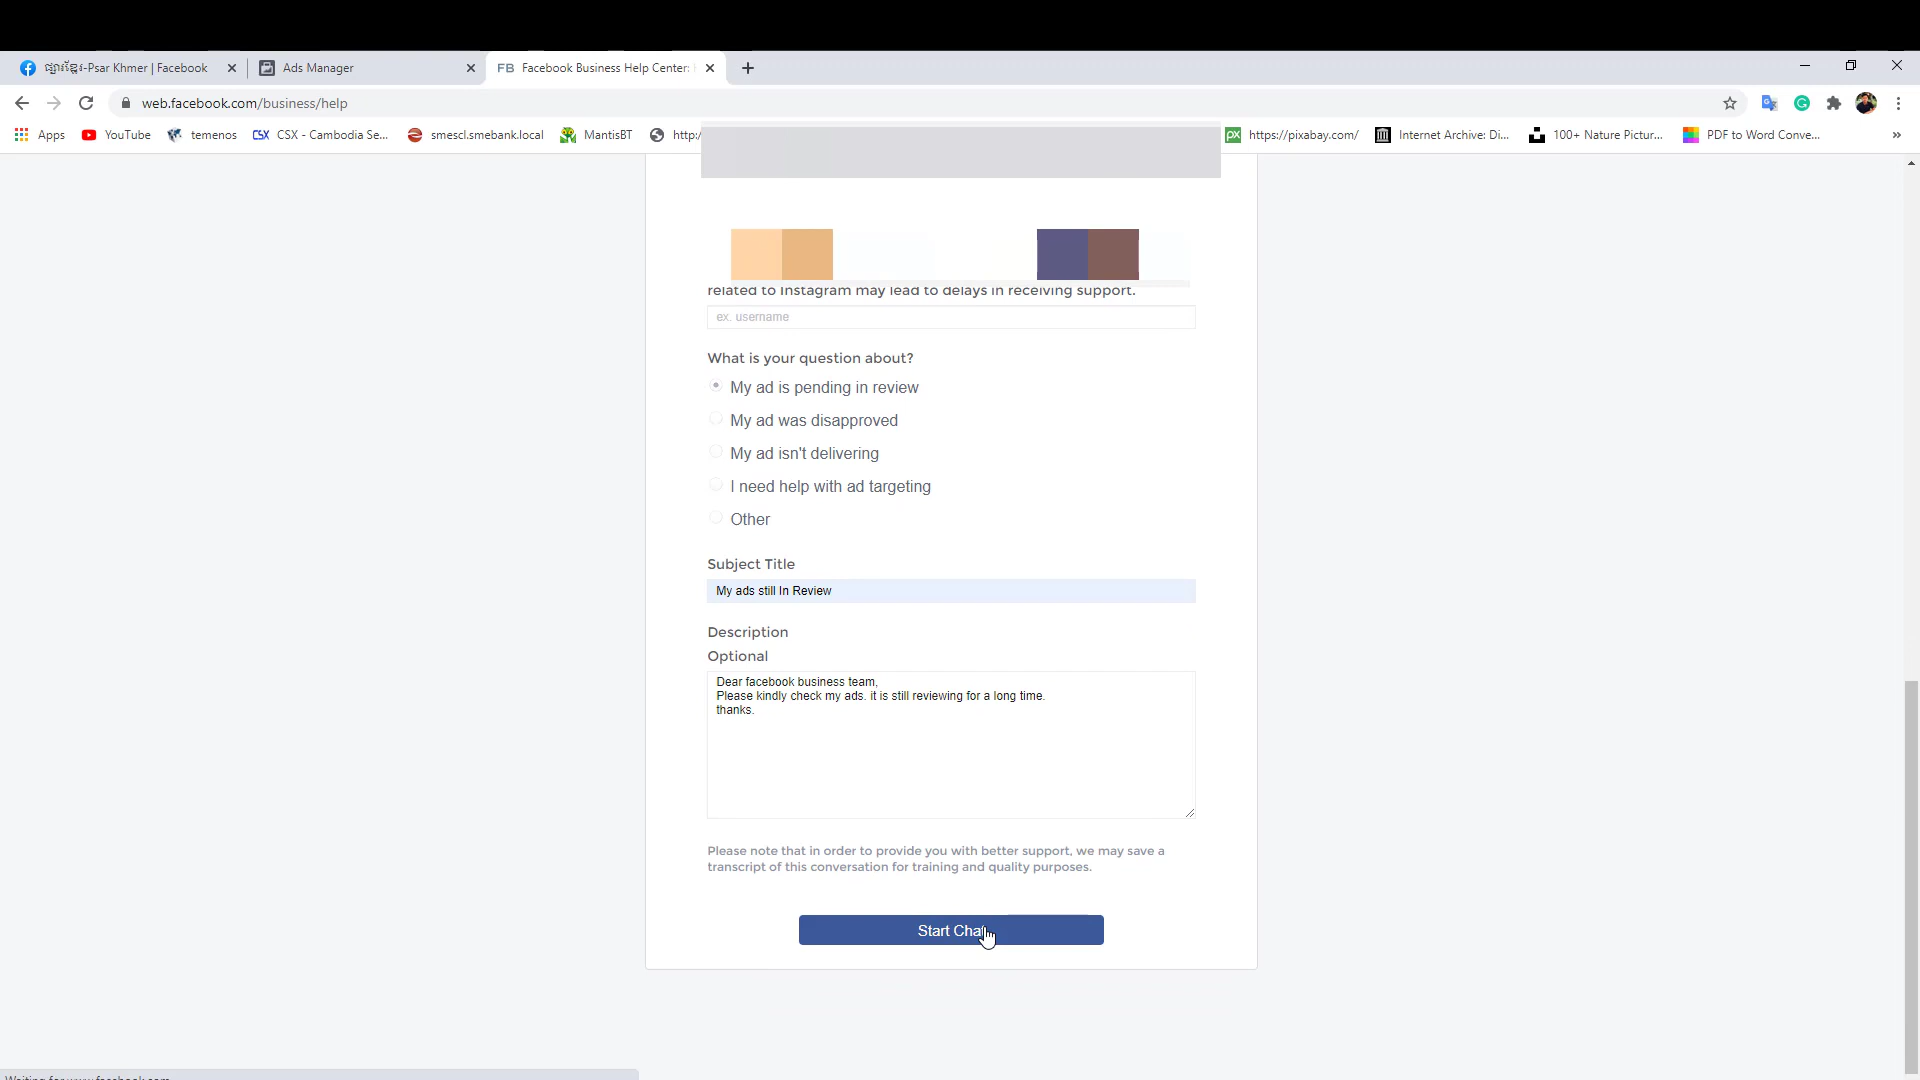 ផ្សារខ្មែរ-Psar Khmer | Facebook
Ads Manager
FB Facebook Business Help Center:
web.facebook.com/business/help
Apps
YouTube
temenos
CSX - Cambodia Se...
smescl.smebank.local
MantisBT
http:/
https://pixabay.com/
Internet Archive: Di...
100+ Nature Pictur...
PDF to Word Conve...
related to Instagram may lead to delays in receiving support.
ex. username
What is your question about?
My ad is pending in review
My ad was disapproved
My ad isn't delivering
I need help with ad targeting
Other
Subject Title
My ads still In Review
Description
Optional
Dear facebook business team,
Please kindly check my ads. it is still reviewing for a long time.
thanks.
Please note that in order to provide you with better support, we may save a
transcript of this conversation for training and quality purposes.
Start Chat